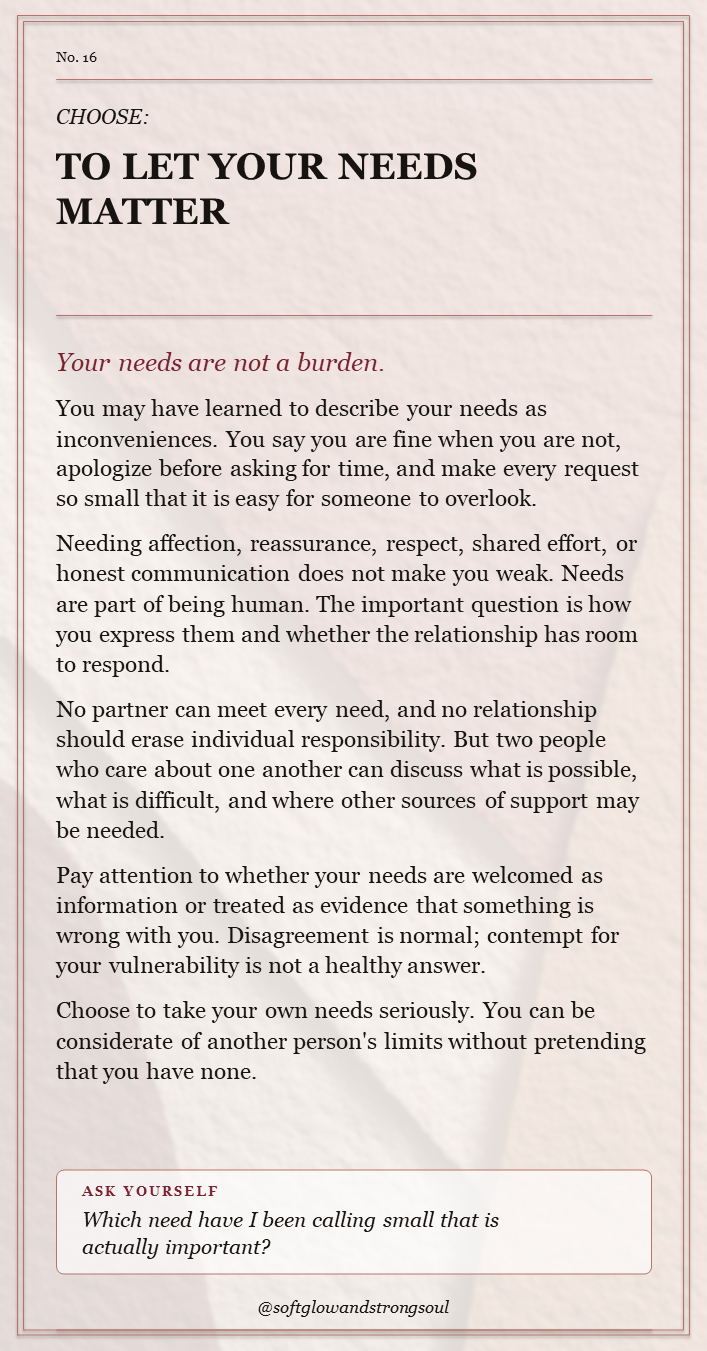 No. 16
CHOOSE:
TO LET YOUR NEEDS
MATTER
Your needs are not a burden.
You may have learned to describe your needs as
inconveniences. You say you are fine when you are not,
apologize before asking for time, and make every request
so small that it is easy for someone to overlook.
Needing affection, reassurance, respect, shared effort, or
honest communication does not make you weak. Needs
are part of being human. The important question is how
you express them and whether the relationship has room
to respond.
No partner can meet every need, and no relationship
should erase individual responsibility. But two people
who care about one another can discuss what is possible,
what is difficult, and where other sources of support may
be needed.
Pay attention to whether your needs are welcomed as
information or treated as evidence that something is
wrong with you. Disagreement is normal; contempt for
your vulnerability is not a healthy answer.
Choose to take your own needs seriously. You can be
considerate of another person's limits without pretending
that you have none.
ASK YOURSELF
Which need have I been calling small that is
actually important?
@softglowandstrongsoul